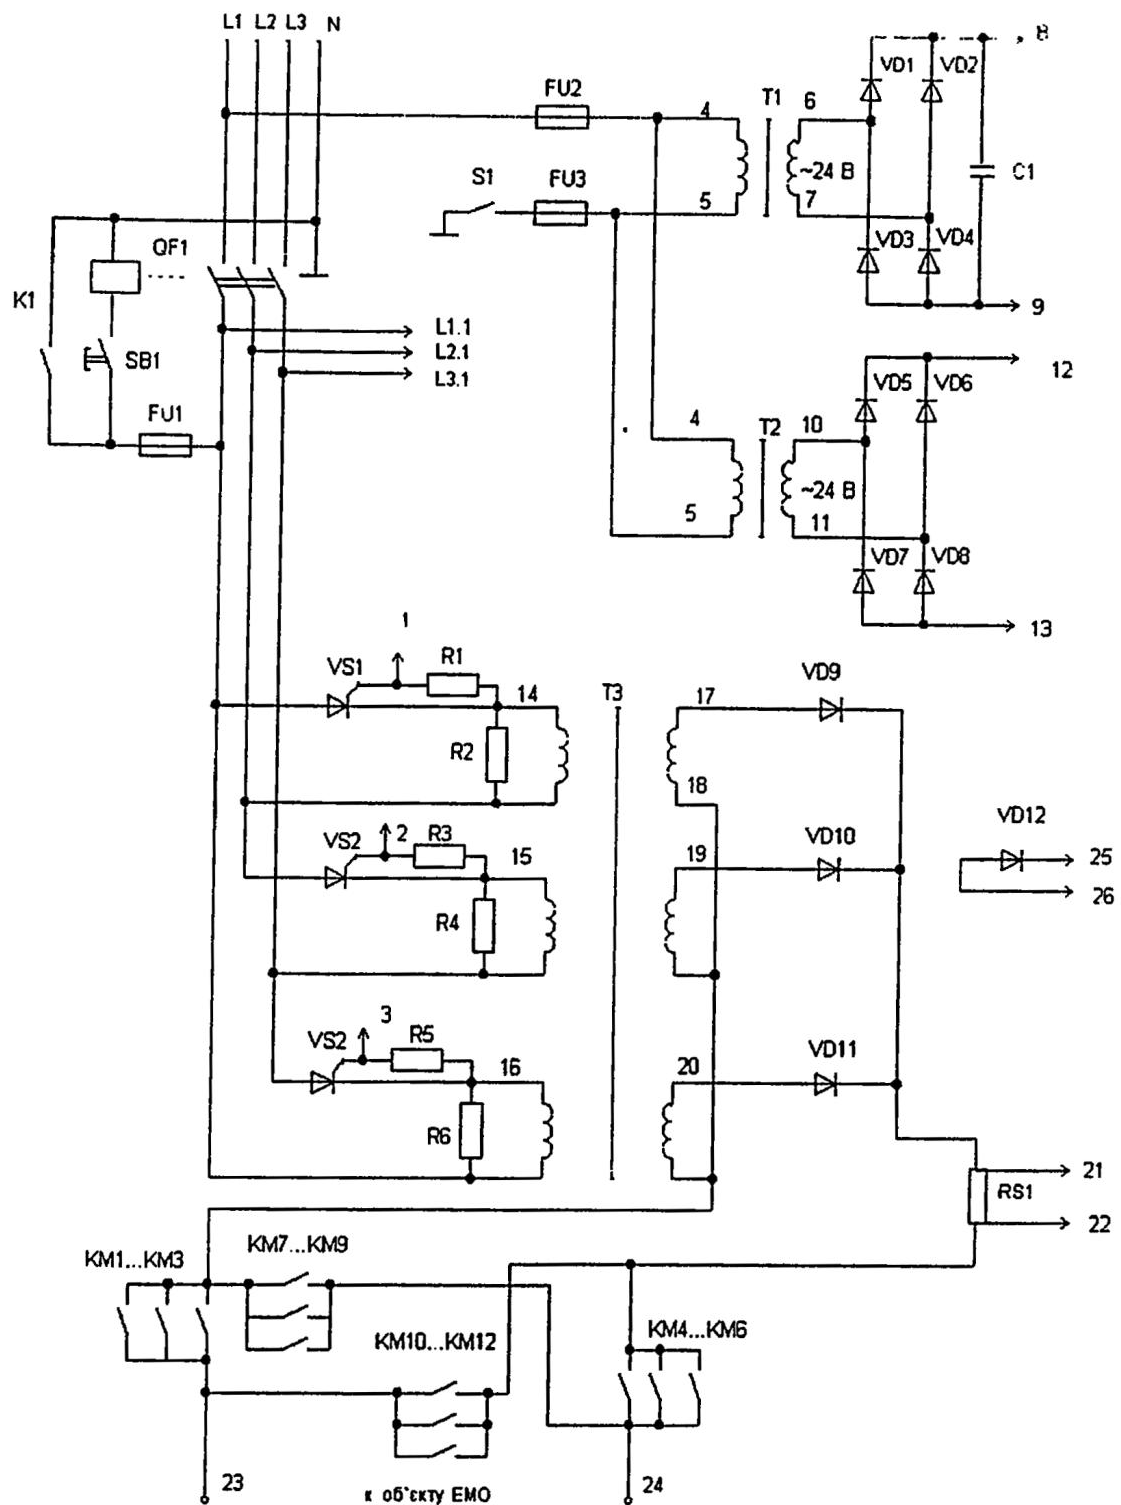 L1 L2 L3 N
8
VD1 VD2
FU2
T1
4 6
S1 FU3
~24 В
C1
5 7
QF1
VD3 VD4
K1
9
L1.1
L2.1
L3.1
SB1
12
VD5 VD6
FU1
4 T2 10
~24 В
5 11
VD7 VD8
13
1
VS1 R1
14 T3 17
VD9
R2
18
VD12
VS2 2 R3 15
19 VD10
25
26
R4
3
VS2 R5
16 20
VD11
R6
21
RS1
22
KM1...KM3 KM7...KM9
KM10...KM12 KM4...KM6
23 24
к об'єкту ЕМО